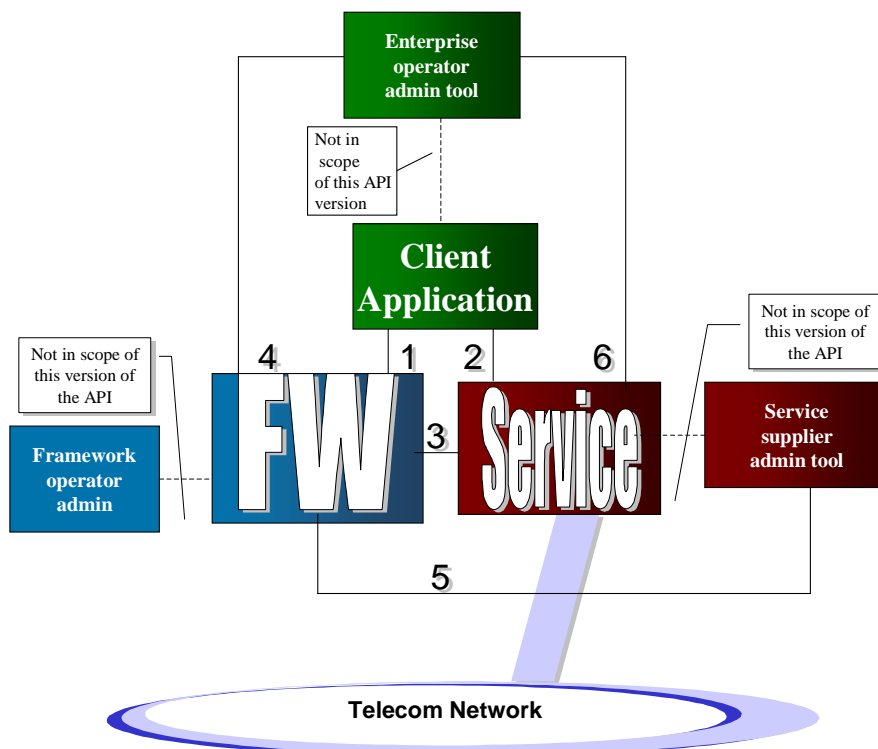 Enterprise
operator
admin tool
Not in
scope
of this API
version
Client
Application
Not in scope of
this version of
the API
4
1
2
6
Not in scope of
this version of
the API
FW
3
Service
Service
supplier
admin tool
Framework
operator
admin
5
Telecom Network